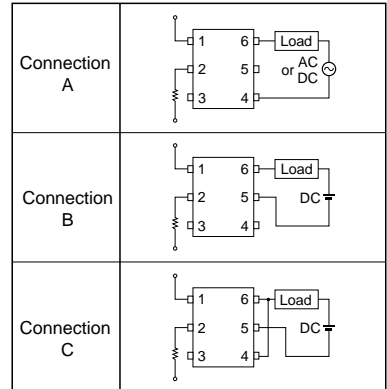 Connection
A
1 6 Load
2 5 or AC
DC
3 4
Connection
B
1 6 Load
2 5 DC
3 4
Connection
C
1 6 Load
2 5 DC
3 4